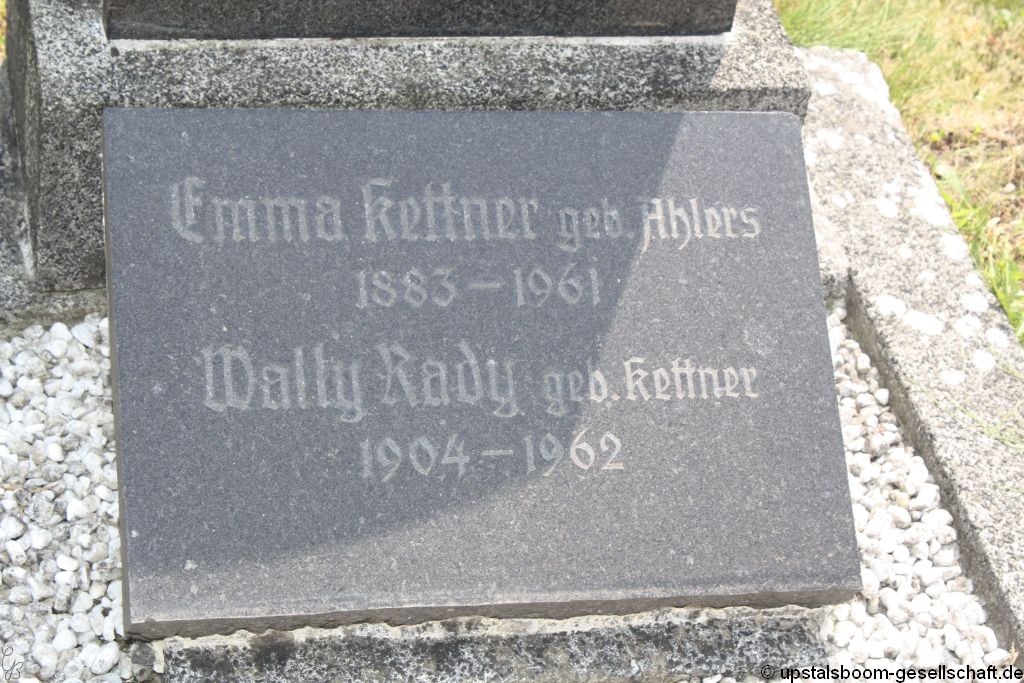 Emma Kettner geb. Ahlers
1883 – 1961
Wally Rady geb. Kettner
1904 – 1962
© upstalsboom-gesellschaft.de